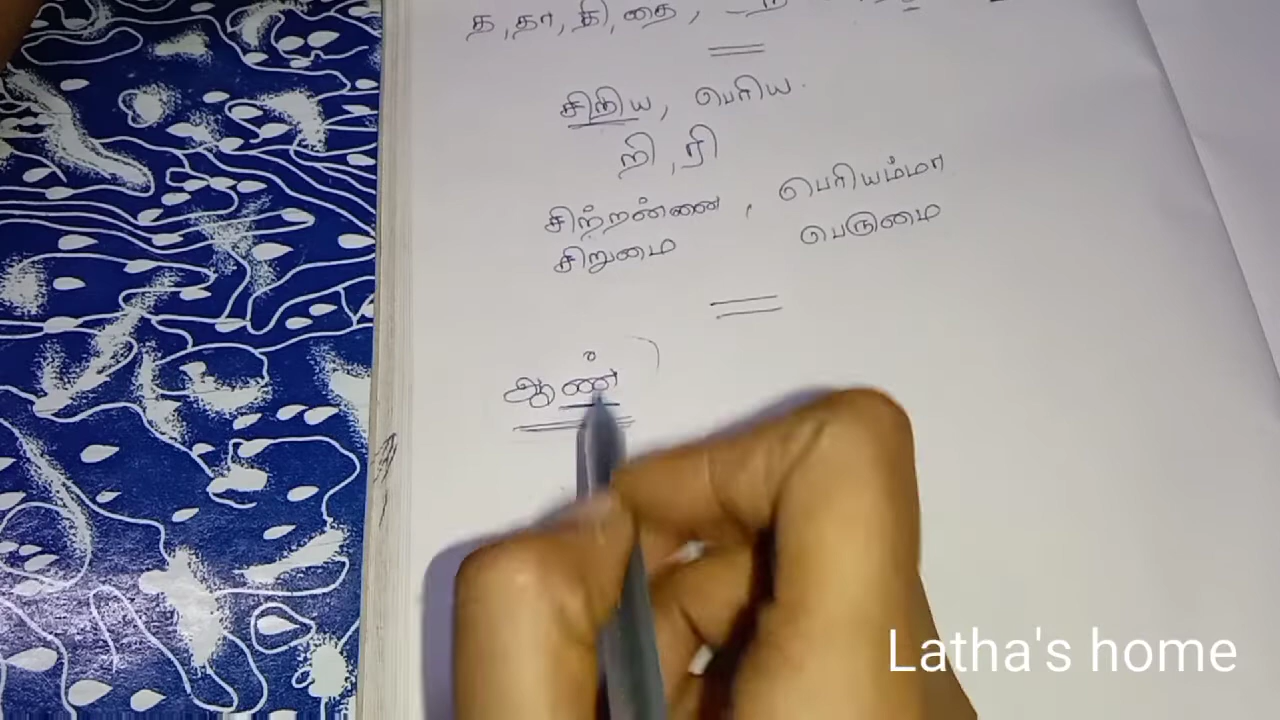 த, தா, தி, தை,
சிறிய, பெரிய.
றி, ரி
சிற்றன்னை, பெரியம்மா
சிறுமை பெருமை
ஆண்
Latha's home